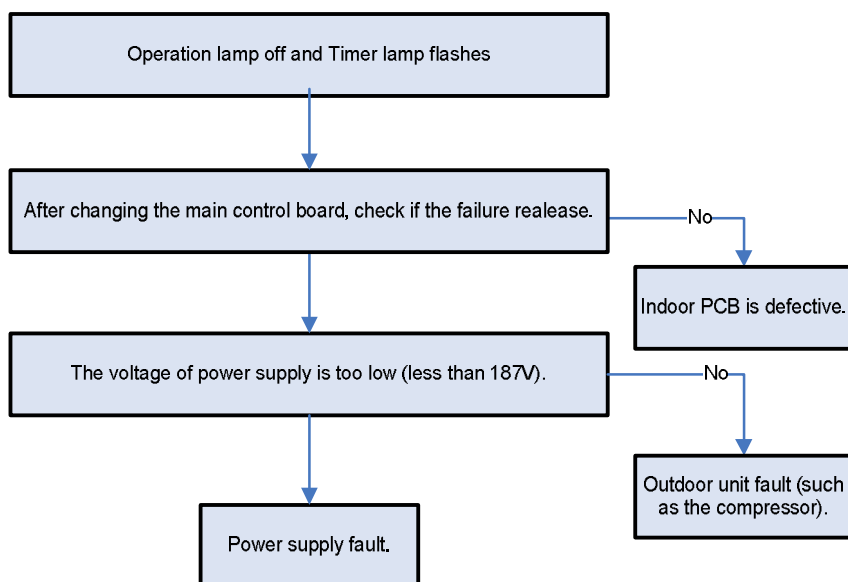 Operation lamp off and Timer lamp flashes
After changing the main control board, check if the failure realease.
No
Indoor PCB is defective.
The voltage of power supply is too low (less than 187V).
No
Outdoor unit fault (such
as the compressor).
Power supply fault.